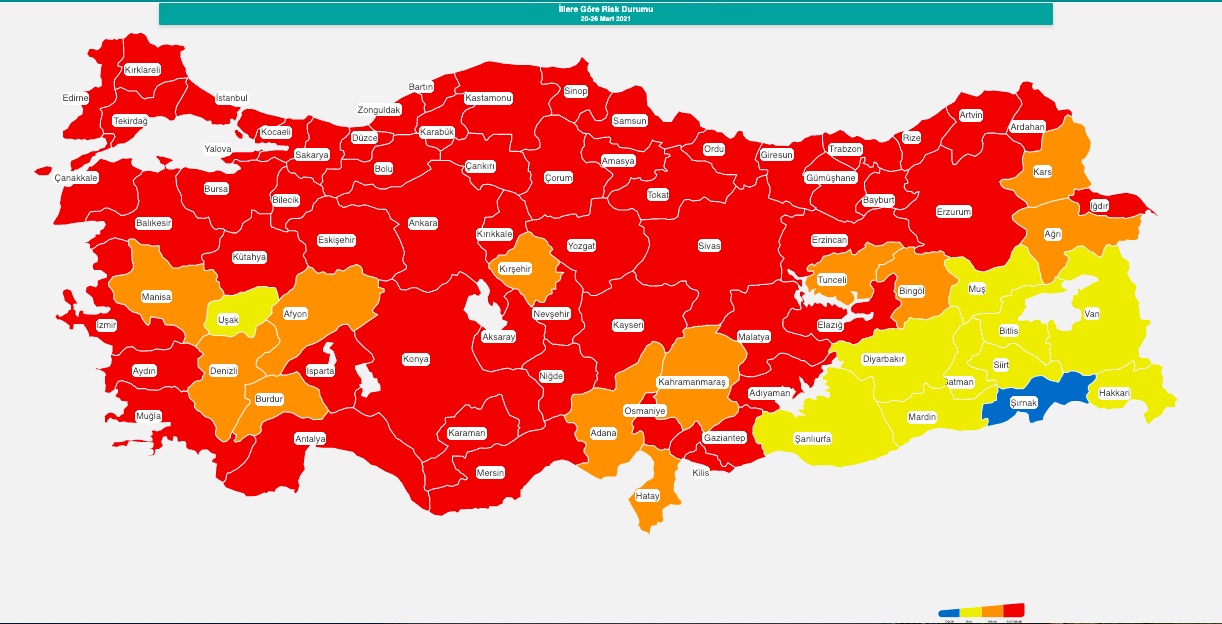 İllere Göre Risk Durumu
20-26 Mart 2021
Kırklareli
Edirne
İstanbul
Tekirdağ
Kocaeli
Yalova
Sakarya
Düzce
Zonguldak
Bartın
Karabük
Kastamonu
Sinop
Samsun
Bolu
Çankırı
Çorum
Amasya
Tokat
Ordu
Giresun
Trabzon
Gümüşhane
Bayburt
Rize
Artvin
Ardahan
Kars
Iğdır
Ağrı
Erzurum
Erzincan
Çanakkale
Bursa
Bilecik
Balıkesir
Kütahya
Eskişehir
Ankara
Kırıkkale
Kırşehir
Yozgat
Sivas
Tunceli
Bingöl
Muş
Van
Bitlis
Manisa
Uşak
Afyon
İzmir
Aydın
Denizli
Isparta
Burdur
Muğla
Antalya
Konya
Aksaray
Nevşehir
Kayseri
Niğde
Karaman
Mersin
Adana
Osmaniye
Kahramanmaraş
Malatya
Elazığ
Adıyaman
Gaziantep
Kilis
Hatay
Şanlıurfa
Diyarbakır
Batman
Siirt
Mardin
Şırnak
Hakkari